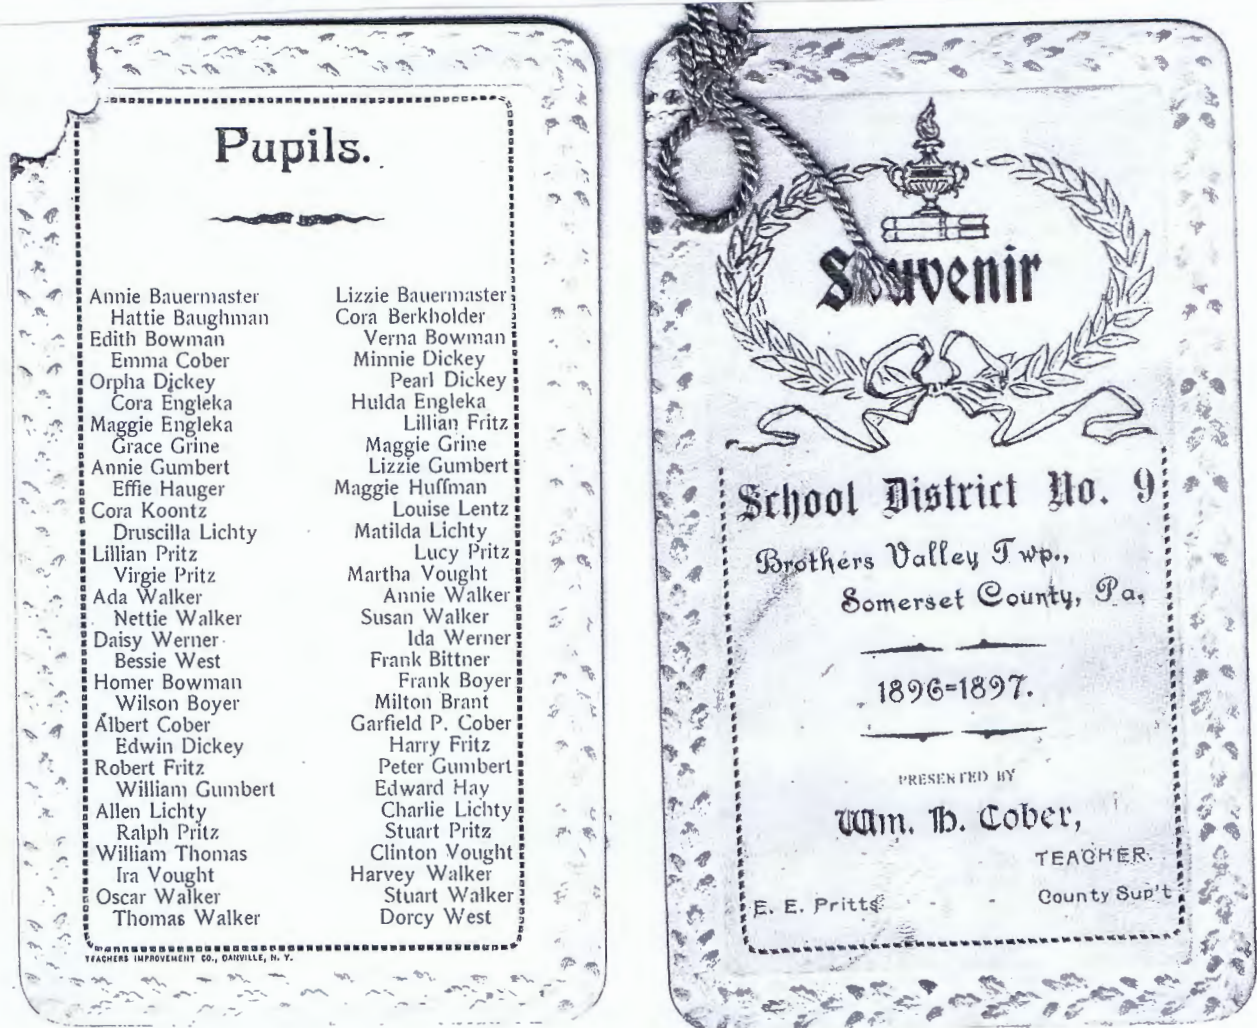 Pupils.
Annie Bauermaster
Hattie Baughman
Edith Bowman
Emma Cober
Orpha Dickey
Cora Engleka
Maggie Engleka
Grace Grine
Annie Gumbert
Effie Hauger
Cora Koontz
Druscilla Lichty
Lillian Pritz
Virgie Pritz
Ada Walker
Nettie Walker
Daisy Werner
Bessie West
Homer Bowman
Wilson Boyer
Albert Cober
Edwin Dickey
Robert Fritz
William Gumbert
Allen Lichty
Ralph Pritz
William Thomas
Ira Vought
Oscar Walker
Thomas Walker
Lizzie Bauermaster
Cora Berkholder
Verna Bowman
Minnie Dickey
Pearl Dickey
Hulda Engleka
Lillian Fritz
Maggie Grine
Lizzie Gumbert
Maggie Huffman
Louise Lentz
Matilda Lichty
Lucy Pritz
Martha Vought
Annie Walker
Susan Walker
Ida Werner
Frank Bittner
Frank Boyer
Milton Brant
Garfield P. Cober
Harry Fritz
Peter Gumbert
Edward Hay
Charlie Lichty
Stuart Pritz
Clinton Vought
Harvey Walker
Stuart Walker
Dorcy West
TEACHERS IMPROVEMENT CO., DANVILLE, N. Y.
Souvenir
School District No. 9
Brothers Valley Twp.,
Somerset County, Pa.
1896=1897.
PRESENTED BY
Wm. H. Cober,
TEACHER.
E. E. Pritts County Sup't